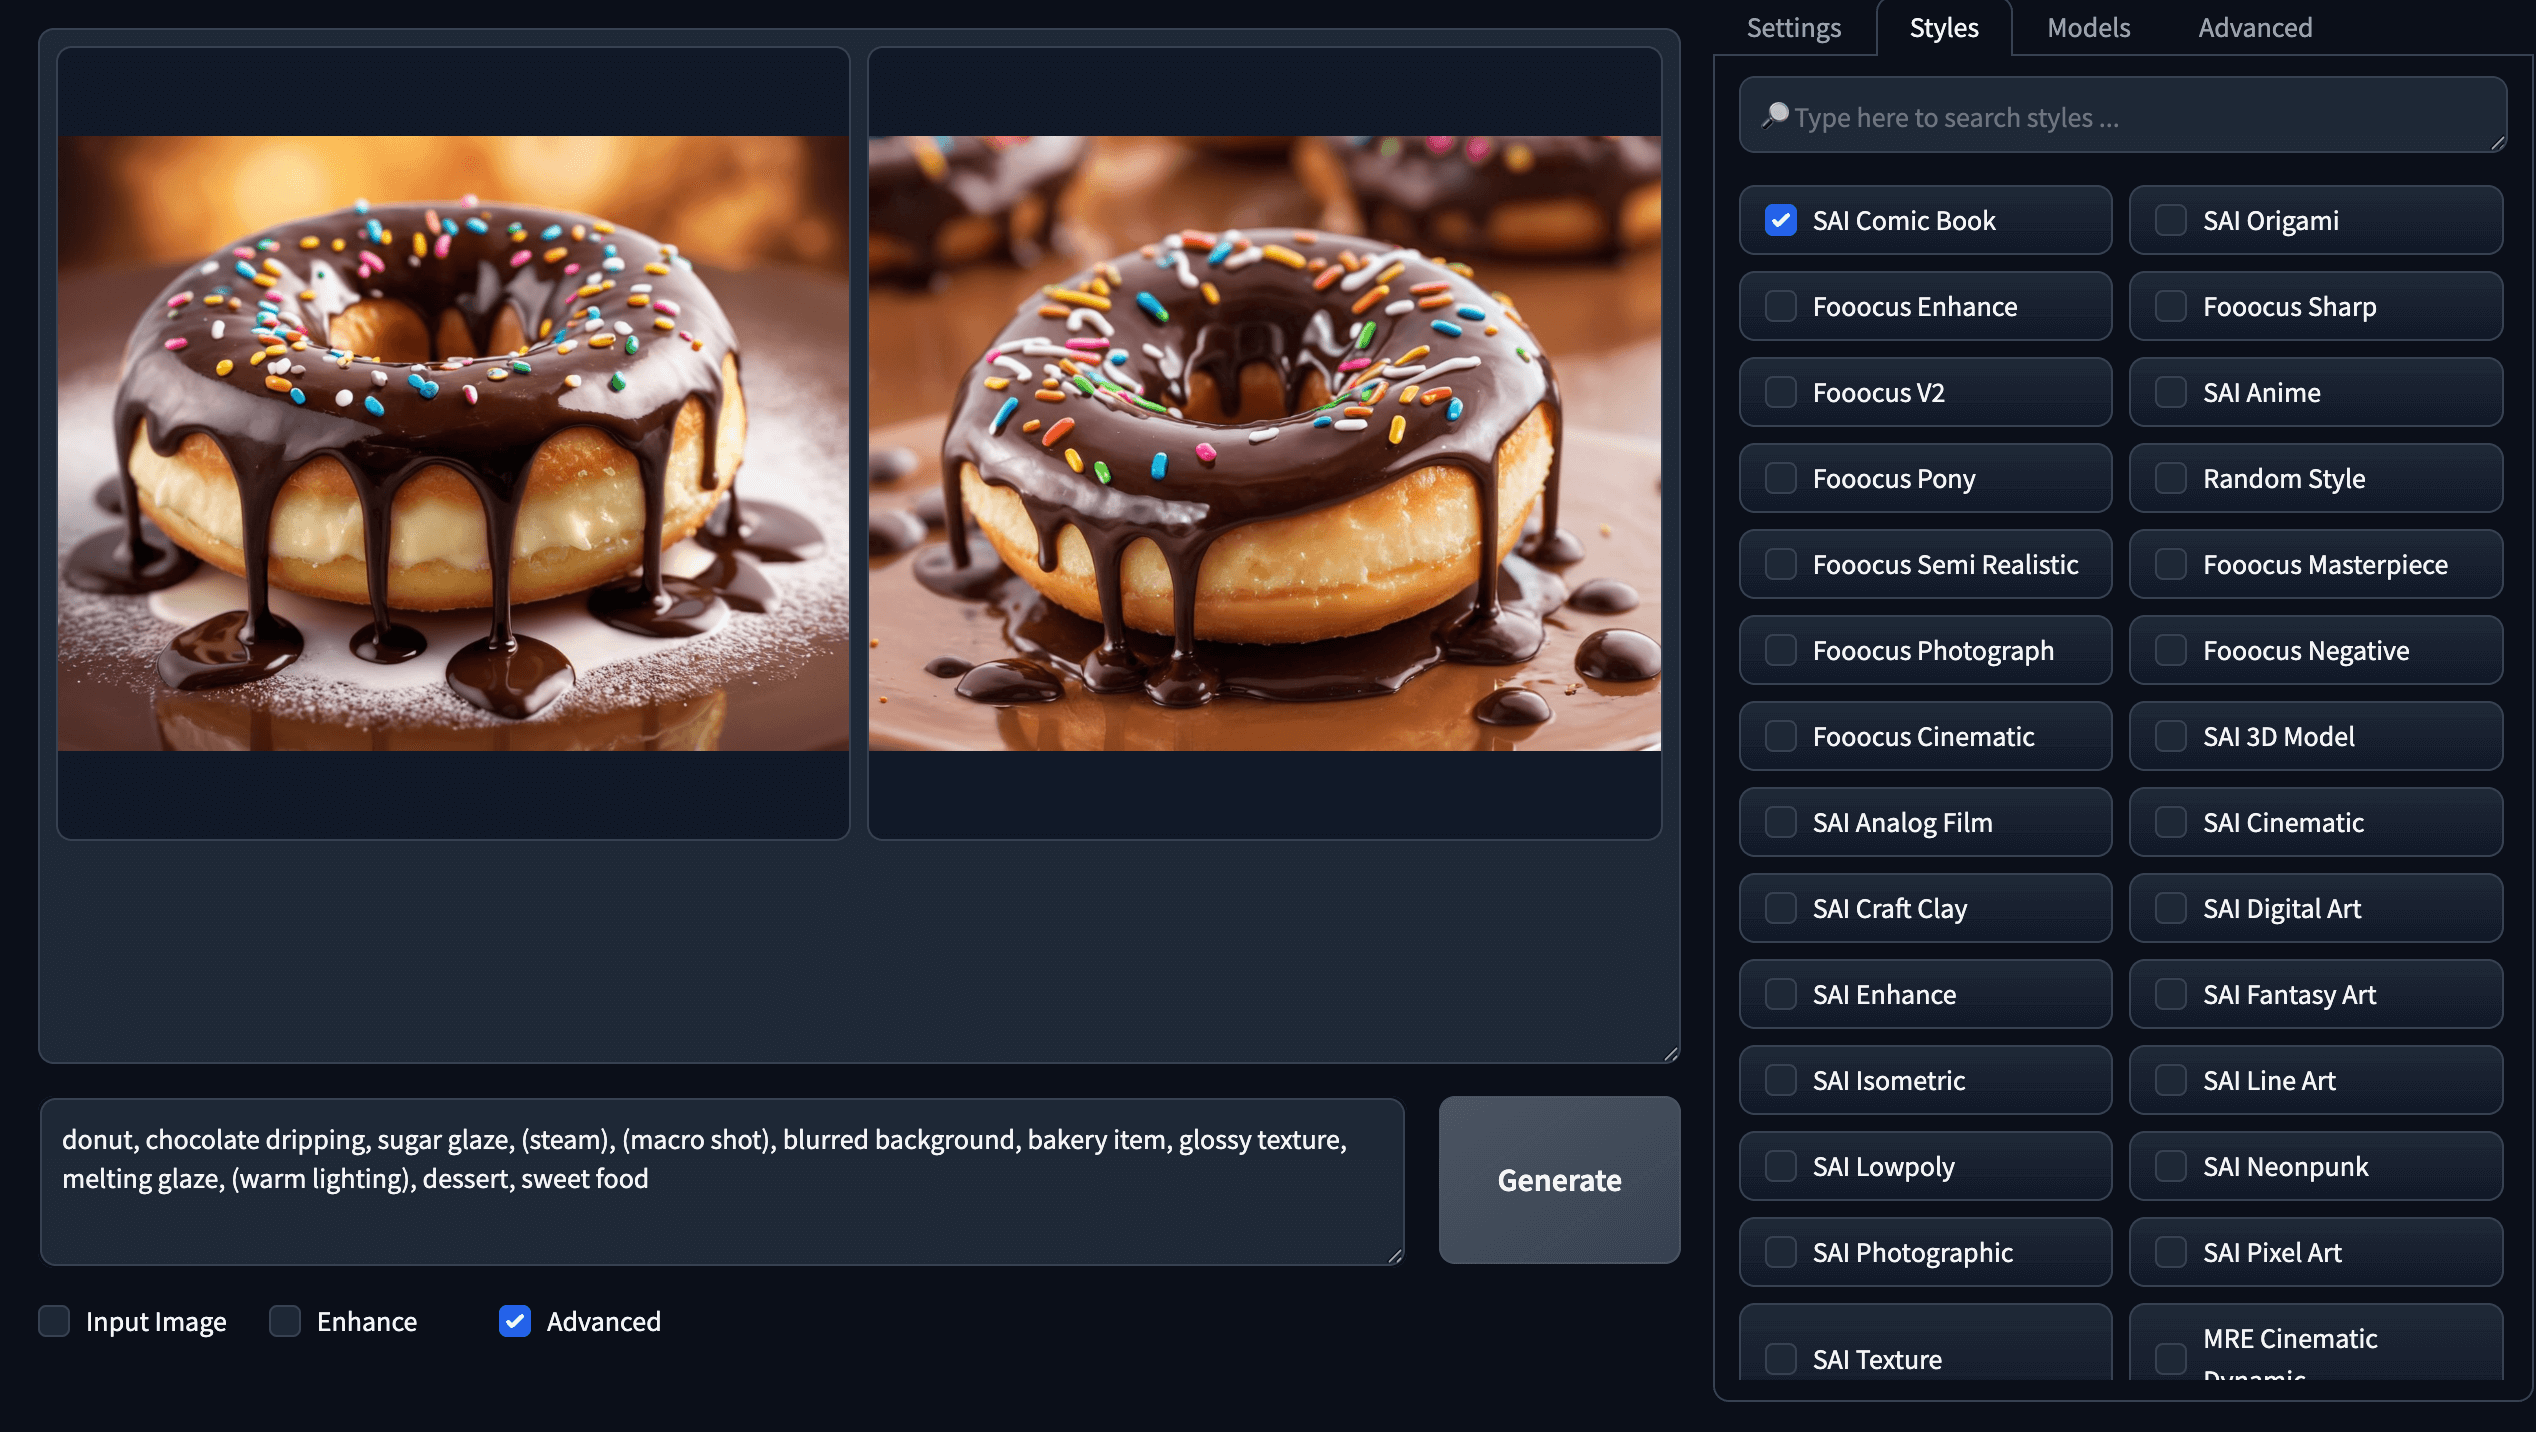 Settings
Styles
Models
Advanced
Type here to search styles ...
SAI Comic Book
SAI Origami
Fooocus Enhance
Fooocus Sharp
Fooocus V2
SAI Anime
Fooocus Pony
Random Style
Fooocus Semi Realistic
Fooocus Masterpiece
Fooocus Photograph
Fooocus Negative
Fooocus Cinematic
SAI 3D Model
SAI Analog Film
SAI Cinematic
SAI Craft Clay
SAI Digital Art
SAI Enhance
SAI Fantasy Art
SAI Isometric
SAI Line Art
SAI Lowpoly
SAI Neonpunk
SAI Photographic
SAI Pixel Art
SAI Texture
MRE Cinematic
Dynamic
donut, chocolate dripping, sugar glaze, (steam), (macro shot), blurred background, bakery item, glossy texture,
melting glaze, (warm lighting), dessert, sweet food
Generate
Input Image
Enhance
Advanced